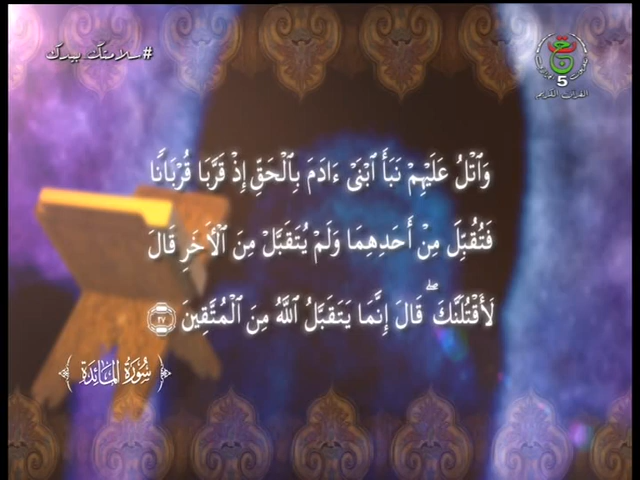 #سلامتك بيدك
5
القرآن الكريم
وَٱتْلُ عَلَيْهِمْ نَبَأَ ٱبْنَىْ ءَادَمَ بِٱلْحَقِّ إِذْ قَرَّبَا قُرْبَانًا
فَتُقُبِّلَ مِنْ أَحَدِهِمَا وَلَمْ يُتَقَبَّلْ مِنَ ٱلْأَخَرِ قَالَ
لَأَقْتُلَنَّكَ ۖ قَالَ إِنَّمَا يَتَقَبَّلُ ٱللَّهُ مِنَ ٱلْمُتَّقِينَ ٢٧
سُورَةُ المَائِدَةِ